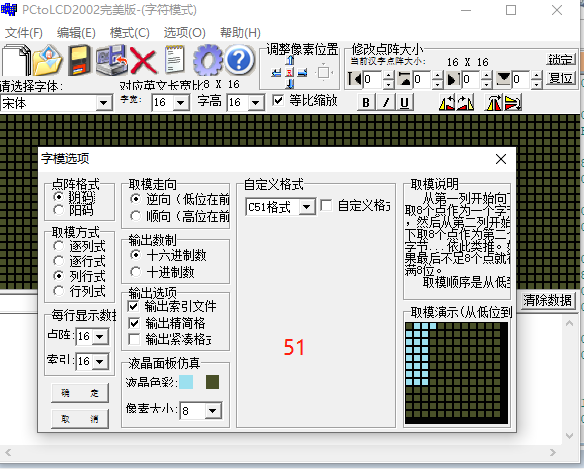 PCtoLCD2002完美版-(字符模式)
文件(F) 编辑(E) 模式(C) 选项(O) 帮助(H)
调整像素位置
修改点阵大小
当前汉字点阵大小: 16 X 16
0 0 0 0
锁定
复位
请选择字体:
对应英文长宽比8 X 16
宋体
字宽: 16 字高 16 等比缩放
B I U
字模选项
点阵格式
阴码
阳码
取模方式
逐列式
逐行式
列行式
行列式
每行显示数据
点阵: 16
索引: 16
确 定
取 消
取模走向
逆向(低位在前
顺向(高位在前
输出数制
十六进制数
十进制数
输出选项
输出索引文件
输出精简格
输出紧凑格式
液晶面板仿真
液晶色彩:
像素大小: 8
自定义格式
C51格式 自定义格式
51
取模说明
从第一列开始向下
取8个点作为一个字
,然后从第二列开始
下取8个点作为第二个
字节...依此类推。如
果最后不足8个点就补
满8位。
取模顺序是从低到
取模演示(从低位到
清除数据